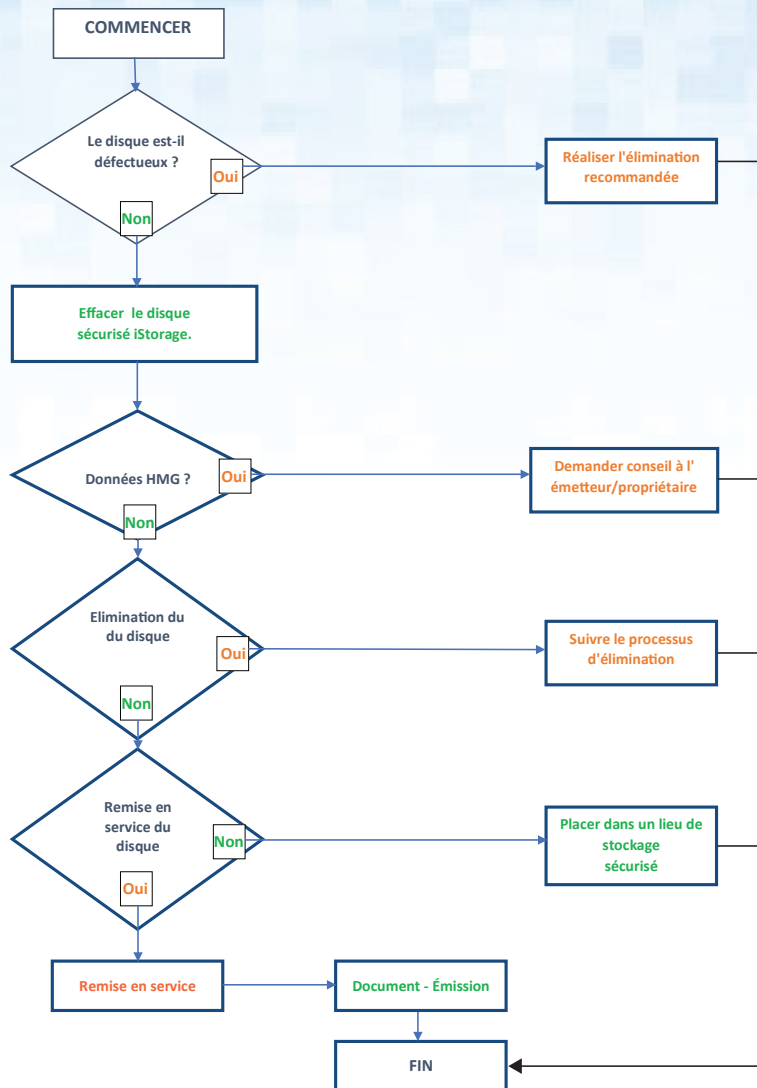 COMMENCER
Le disque est-il
défectueux ?
Oui
Non
Réaliser l'élimination
recommandée
Effacer le disque
sécurisé iStorage.
Données HMG ?
Oui
Non
Demander conseil à l'
émetteur/propriétaire
Elimination du
du disque
Oui
Non
Suivre le processus
d'élimination
Remise en
service du
disque
Non
Oui
Placer dans un lieu de
stockage
sécurisé
Remise en service
Document - Émission
FIN